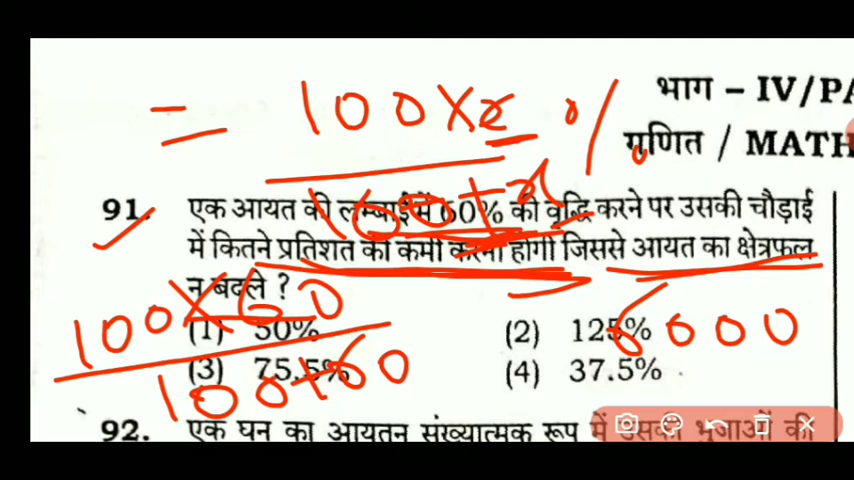 = 100×x %
भाग – IV/PA
गणित / MATH
100+x
91. एक आयत की लम्बाई में 60% की वृद्धि करने पर उसकी चौड़ाई
में कितने प्रतिशत की कमी करनी होगी जिससे आयत का क्षेत्रफल
न बदले ?
100×60
6000
(1) 50% (2) 125%
(3) 75.5% (4) 37.5%
100+60
92. एक घन का आयतन संख्यात्मक रूप में उसकी भुजाओं की